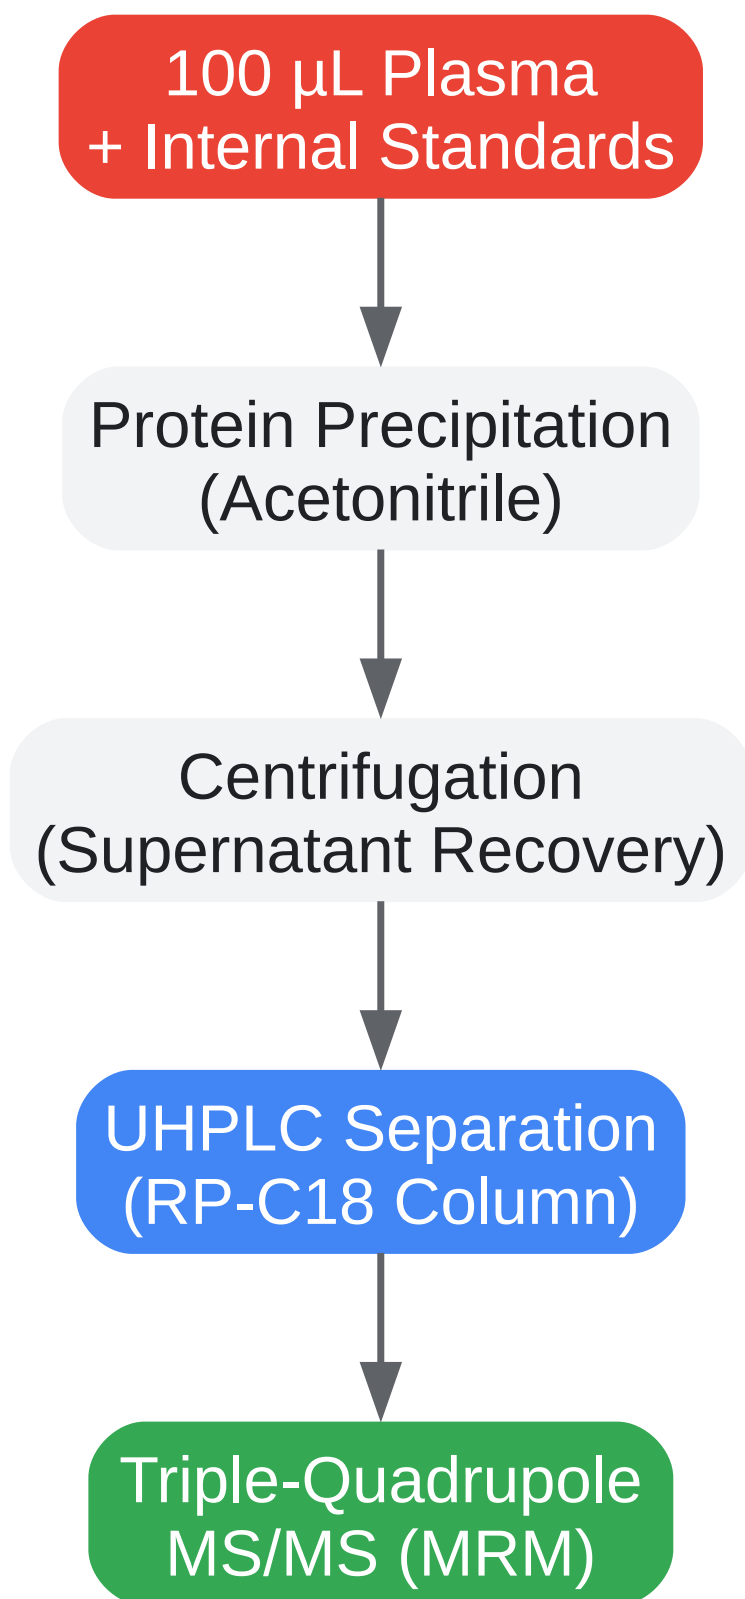 100 µL Plasma
+ Internal Standards
Protein Precipitation
(Acetonitrile)
Centrifugation
(Supernatant Recovery)
UHPLC Separation
(RP-C18 Column)
Triple-Quadrupole
MS/MS (MRM)